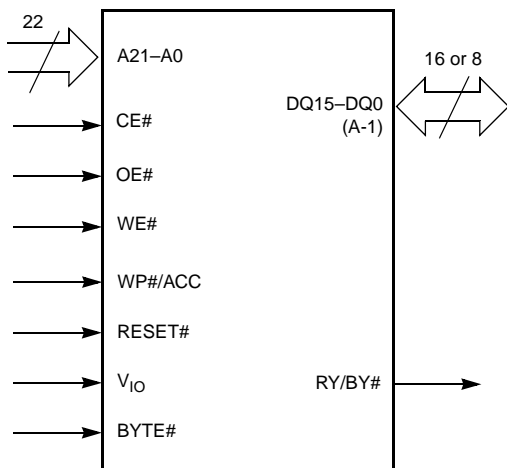 22
A21–A0
16 or 8
DQ15–DQ0
(A-1)
CE#
OE#
WE#
WP#/ACC
RESET#
VIO
RY/BY#
BYTE#